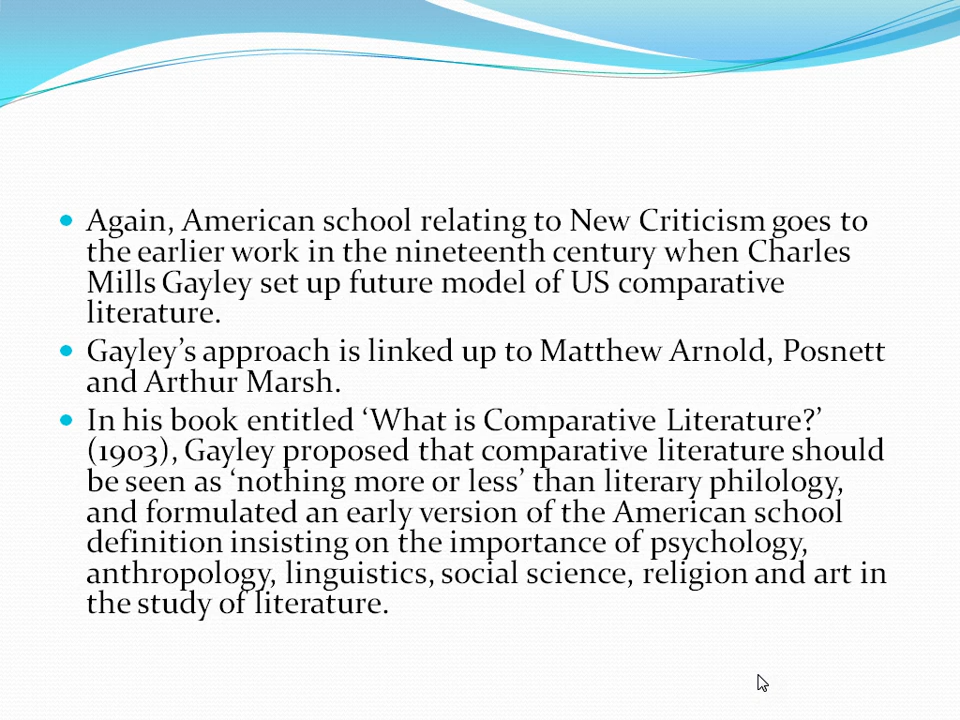 Again, American school relating to New Criticism goes to
the earlier work in the nineteenth century when Charles
Mills Gayley set up future model of US comparative
literature.
Gayley’s approach is linked up to Matthew Arnold, Posnett
and Arthur Marsh.
In his book entitled ‘What is Comparative Literature?’
(1903), Gayley proposed that comparative literature should
be seen as ‘nothing more or less’ than literary philology,
and formulated an early version of the American school
definition insisting on the importance of psychology,
anthropology, linguistics, social science, religion and art in
the study of literature.